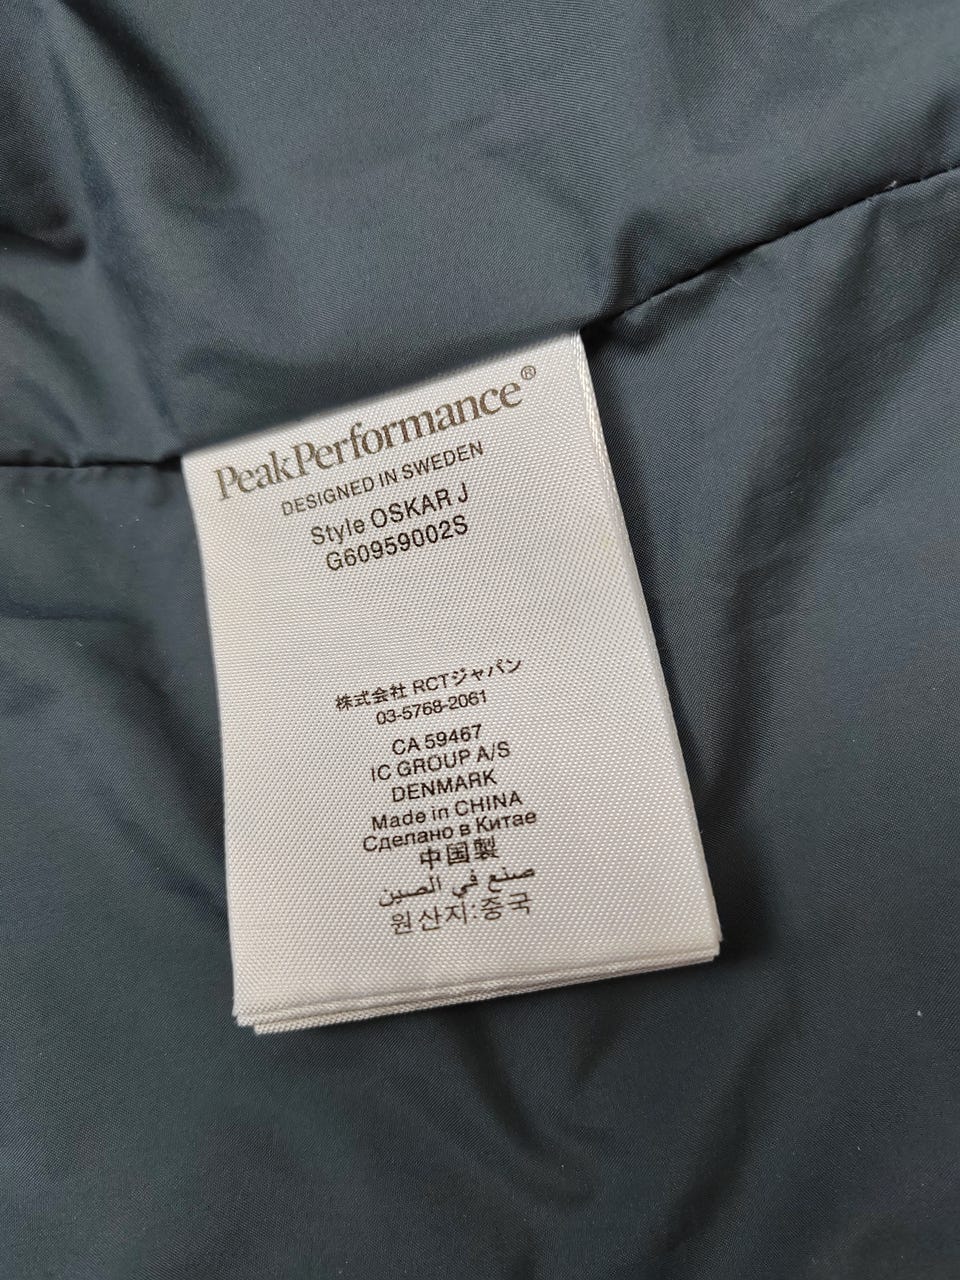 PeakPerformance®
DESIGNED IN SWEDEN
Style OSKAR J
G60959002S
株式会社 RCTジャパン
03-5768-2061
CA 59467
IC GROUP A/S
DENMARK
Made in CHINA
Сделано в Китае
中国製
صنع في الصين
원산지:중국